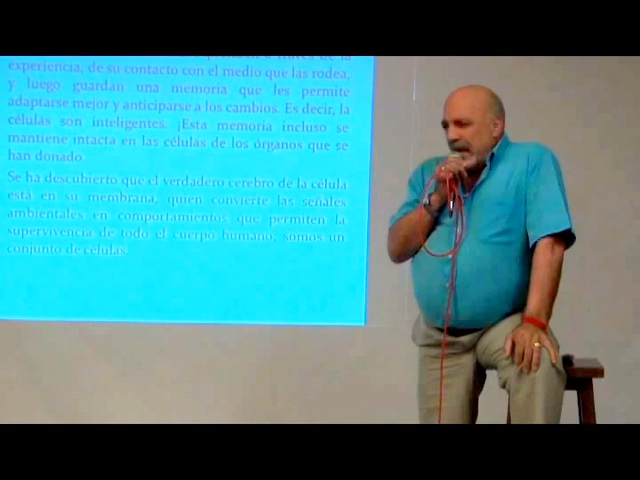 de la
experiencia, de su contacto con el medio que las rodea,
y luego guardan una memoria que les permite
adaptarse mejor y anticiparse a los cambios. Es decir, la
células son inteligentes. ¡Esta memoria incluso se
mantiene intacta en las células de los órganos que se
han donado.
Se ha descubierto que el verdadero cerebro de la célula
está en su membrana, quien convierte las señales
ambientales en comportamientos que permiten la
supervivencia de todo el cuerpo humano, somos un
conjunto de células.